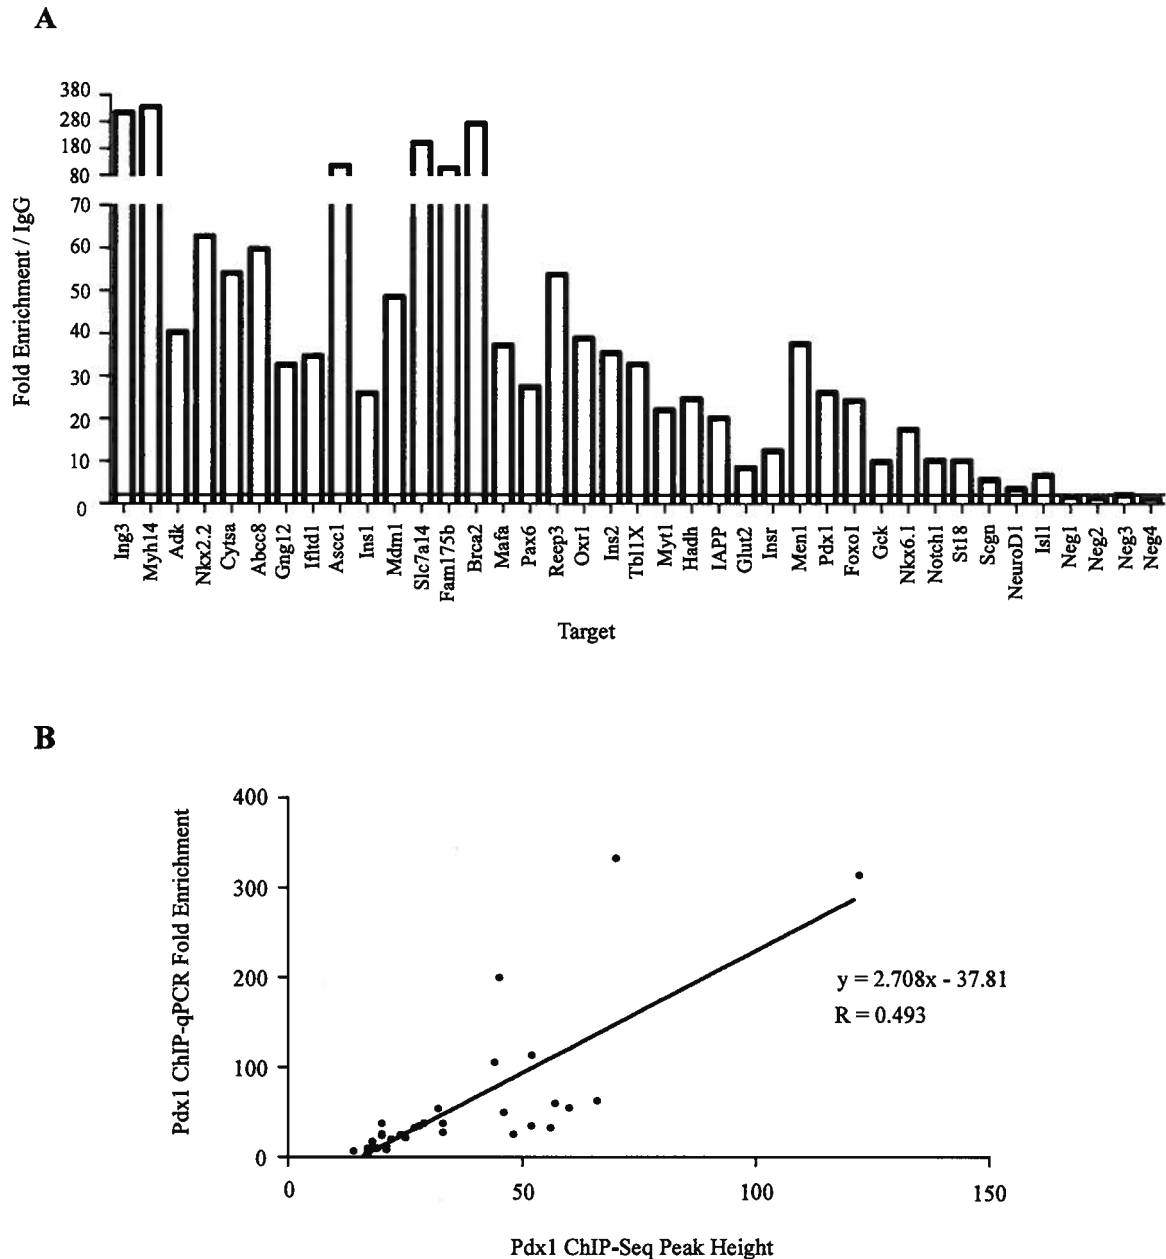 A
Fold Enrichment / IgG
380
280
180
80
70
60
50
40
30
20
10
0
Ing3
Myh14
Adk
Nkx2.2
Cytsa
Abcc8
Gng12
Ifltd1
Ascc1
Ins1
Mdm1
Slc7a14
Fam175b
Brca2
Mafa
Pax6
Reep3
Oxr1
Ins2
Tbl1X
Myt1
Hadh
IAPP
Glut2
Insr
Men1
Pdx1
FoxoI
Gck
Nkx6.1
Notch1
St18
Scgn
NeuroD1
Isl1
Neg1
Neg2
Neg3
Neg4
Target
B
Pdx1 ChIP-qPCR Fold Enrichment
400
300
200
100
0
y = 2.708x - 37.81
R = 0.493
0
50
100
150
Pdx1 ChIP-Seq Peak Height